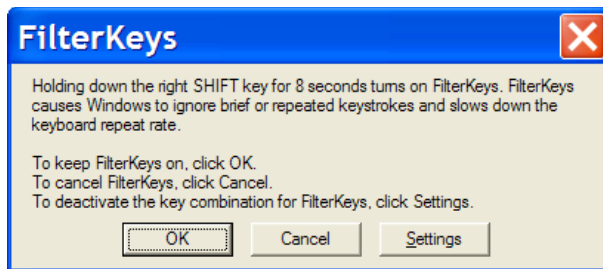 FilterKeys
Holding down the right SHIFT key for 8 seconds turns on FilterKeys. FilterKeys
causes Windows to ignore brief or repeated keystrokes and slows down the
keyboard repeat rate.
To keep FilterKeys on, click OK.
To cancel FilterKeys, click Cancel.
To deactivate the key combination for FilterKeys, click Settings.
OK Cancel Settings